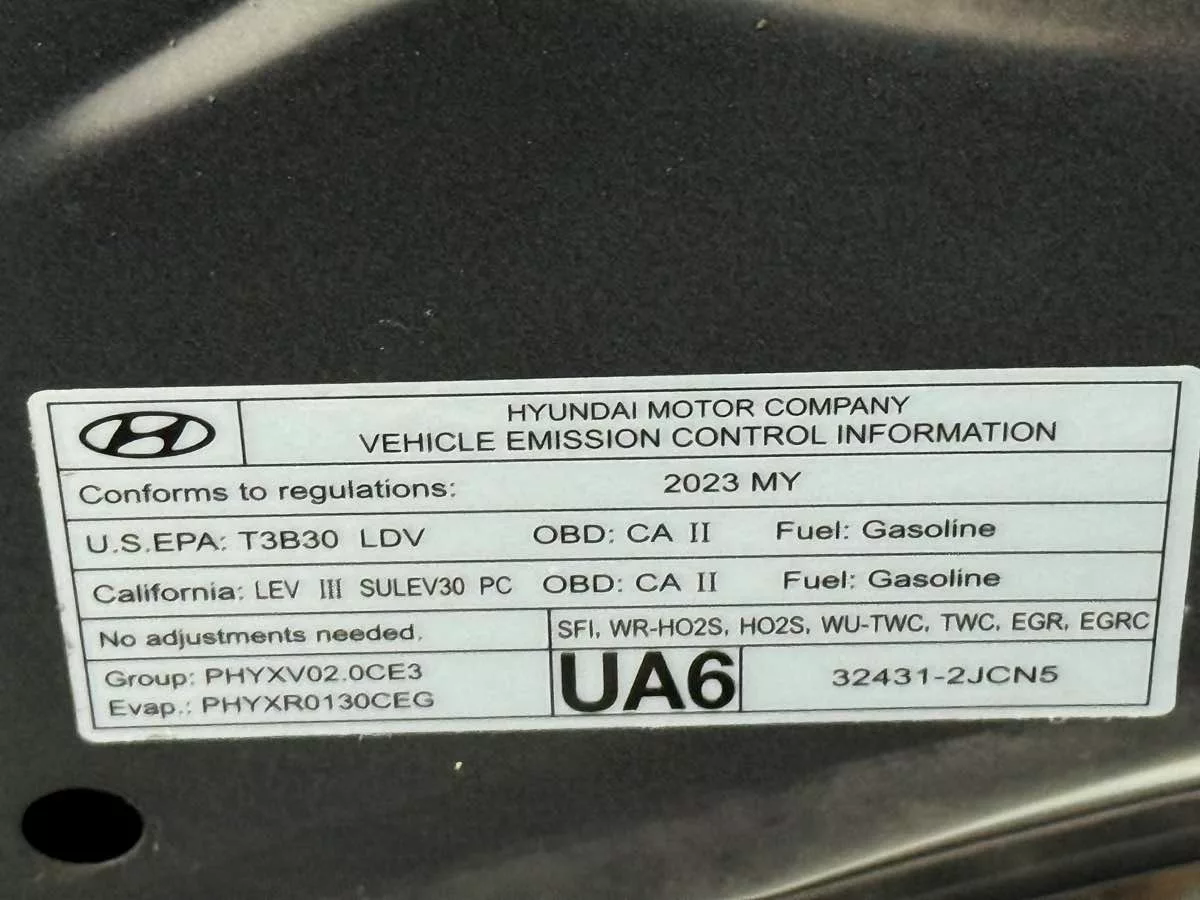 HYUNDAI MOTOR COMPANY
VEHICLE EMISSION CONTROL INFORMATION
Conforms to regulations: 2023 MY
U.S.EPA: T3B30 LDV OBD: CA II Fuel: Gasoline
California: LEV III SULEV30 PC OBD: CA II Fuel: Gasoline
No adjustments needed.
SFI, WR-HO2S, HO2S, WU-TWC, TWC, EGR, EGRC
Group: PHYXV02.0CE3
Evap.: PHYXR0130CEG
UA6
32431-2JCN5